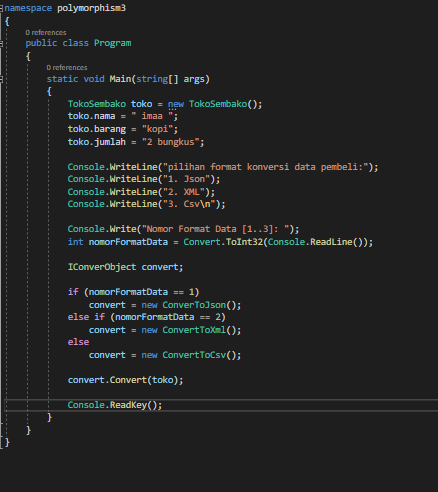 namespace polymorphism3
{
0 references
public class Program
{
0 references
static void Main(string[] args)
{
TokoSembako toko = new TokoSembako();
toko.nama = " imaa ";
toko.barang = "kopi";
toko.jumlah = "2 bungkus";
Console.WriteLine("pilihan format konversi data pembeli:");
Console.WriteLine("1. Json");
Console.WriteLine("2. XML");
Console.WriteLine("3. Csv\n");
Console.Write("Nomor Format Data [1..3]: ");
int nomorFormatData = Convert.ToInt32(Console.ReadLine());
IConverObject convert;
if (nomorFormatData == 1)
convert = new ConverToJson();
else if (nomorFormatData == 2)
convert = new ConvertToXml();
else
convert = new ConvertToCsv();
convert.Convert(toko);
Console.ReadKey();
}
}
}